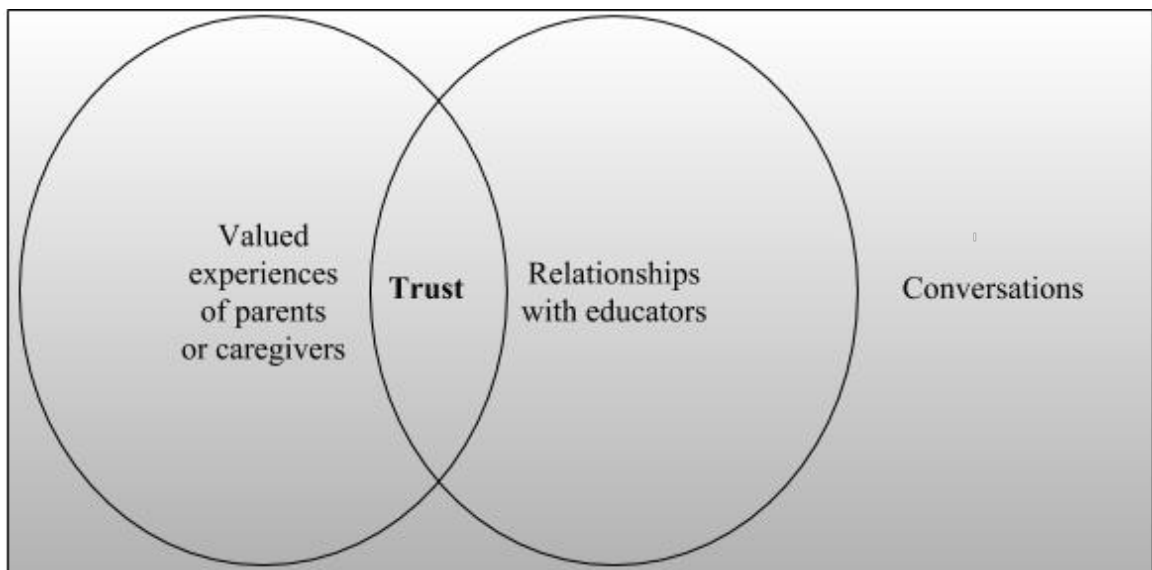 Valued
experiences
of parents
or caregivers
Trust
Relationships
with educators
Conversations